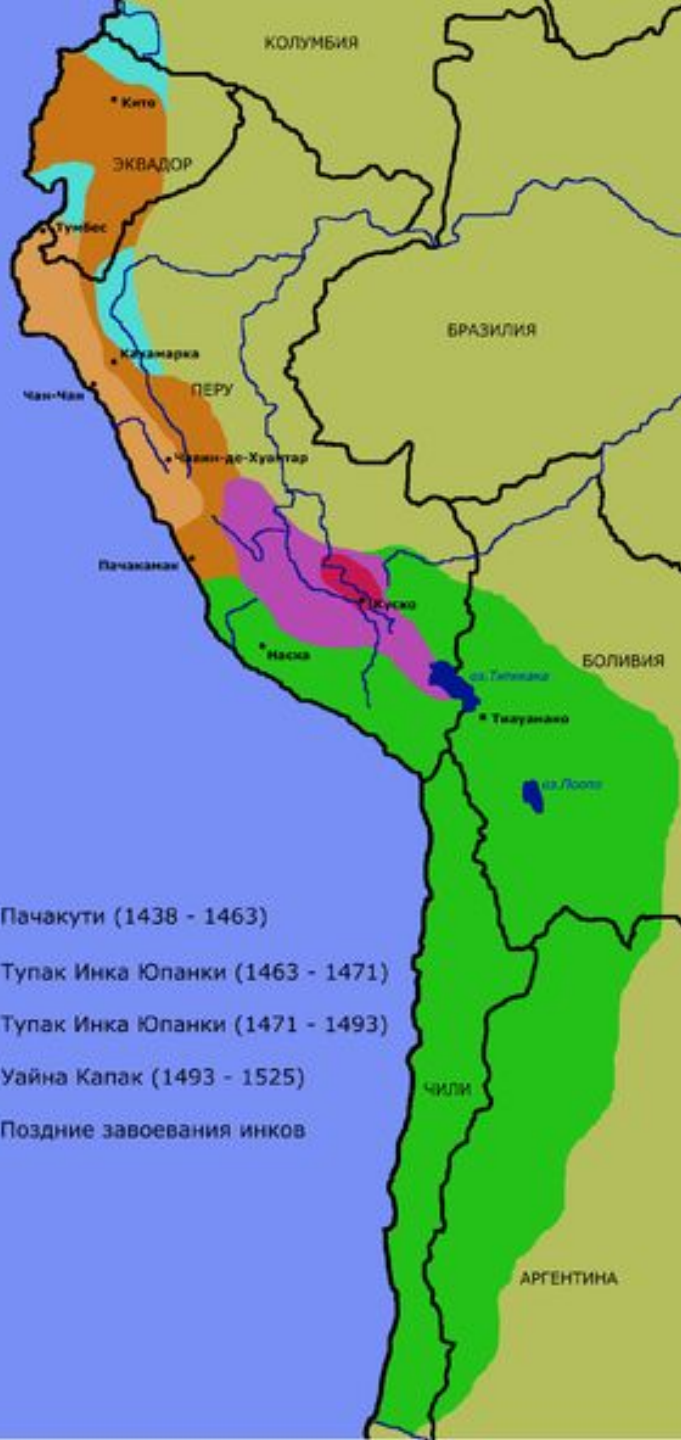 КОЛУМБИЯ
Кито
ЭКВАДОР
Тумбес
БРАЗИЛИЯ
Кахамарка
ПЕРУ
Чан-Чан
Чавин-де-Хуантар
Пачакамак
Куско
Наска
БОЛИВИЯ
оз.Титикака
Тиауанако
оз.Поопо
Пачакути (1438 - 1463)
Тупак Инка Юпанки (1463 - 1471)
Тупак Инка Юпанки (1471 - 1493)
Уайна Капак (1493 - 1525)
ЧИЛИ
Поздние завоевания инков
АРГЕНТИНА